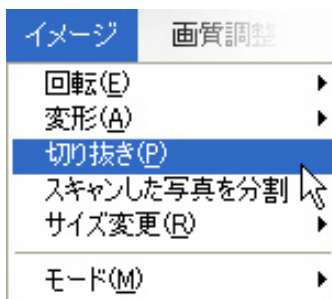 イメージ 画質調整
回転(E)
変形(A)
切り抜き(P)
スキャンした写真を分割
サイズ変更(R)
モード(M)